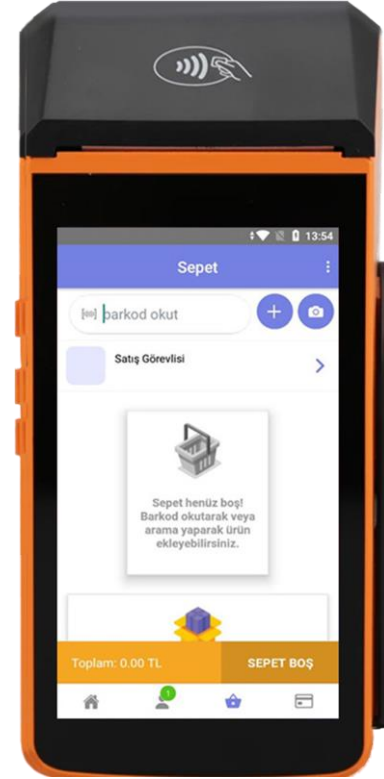 13:54
Sepet
barkod okut
Satış Görevlisi
Sepet henüz boş!
Barkod okutarak veya
arama yaparak ürün
ekleyebilirsiniz.
Toplam: 0.00 TL
SEPET BOŞ
1